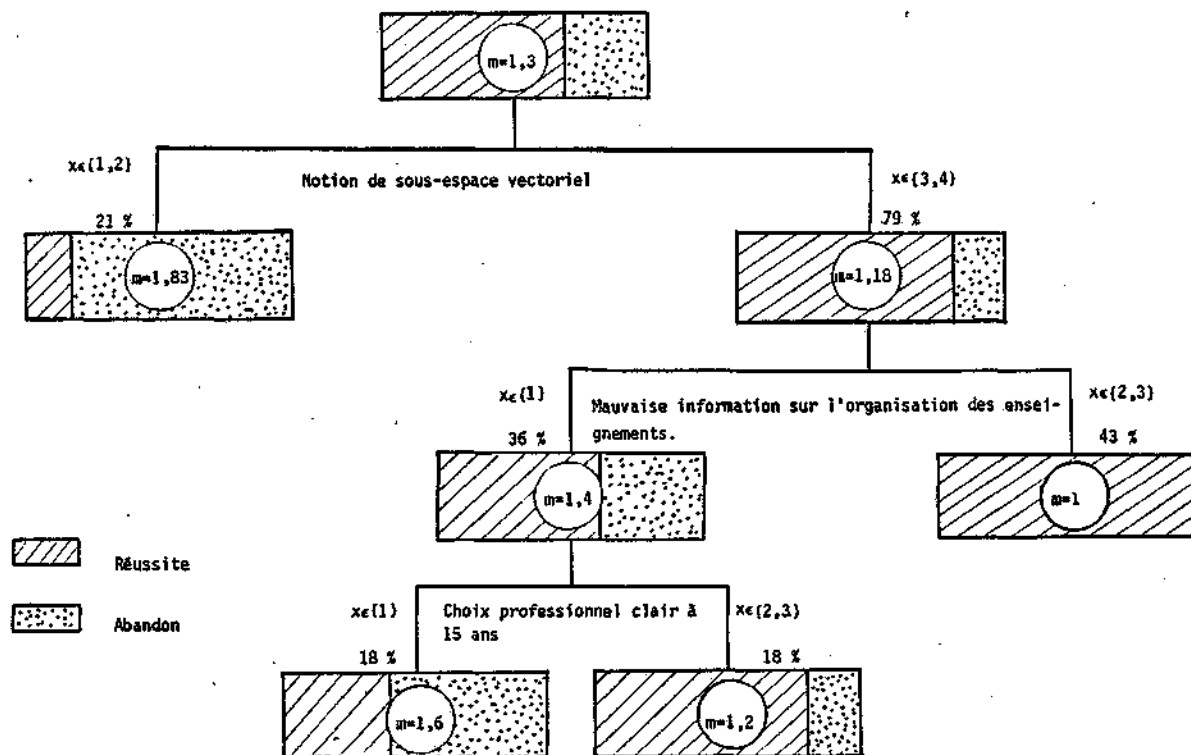 m=1,3
x∈{1,2}
Notion de sous-espace vectoriel
x∈{3,4}
21 %
79 %
m=1,83
m=1,18
x∈{1}
Mauvaise information sur l'organisation des ensei-
gnements.
x∈{2,3}
36 %
43 %
m=1,4
m=1
Réussite
Abandon
x∈{1}
Choix professionnel clair à
15 ans
x∈{2,3}
18 %
18 %
m=1,6
m=1,2